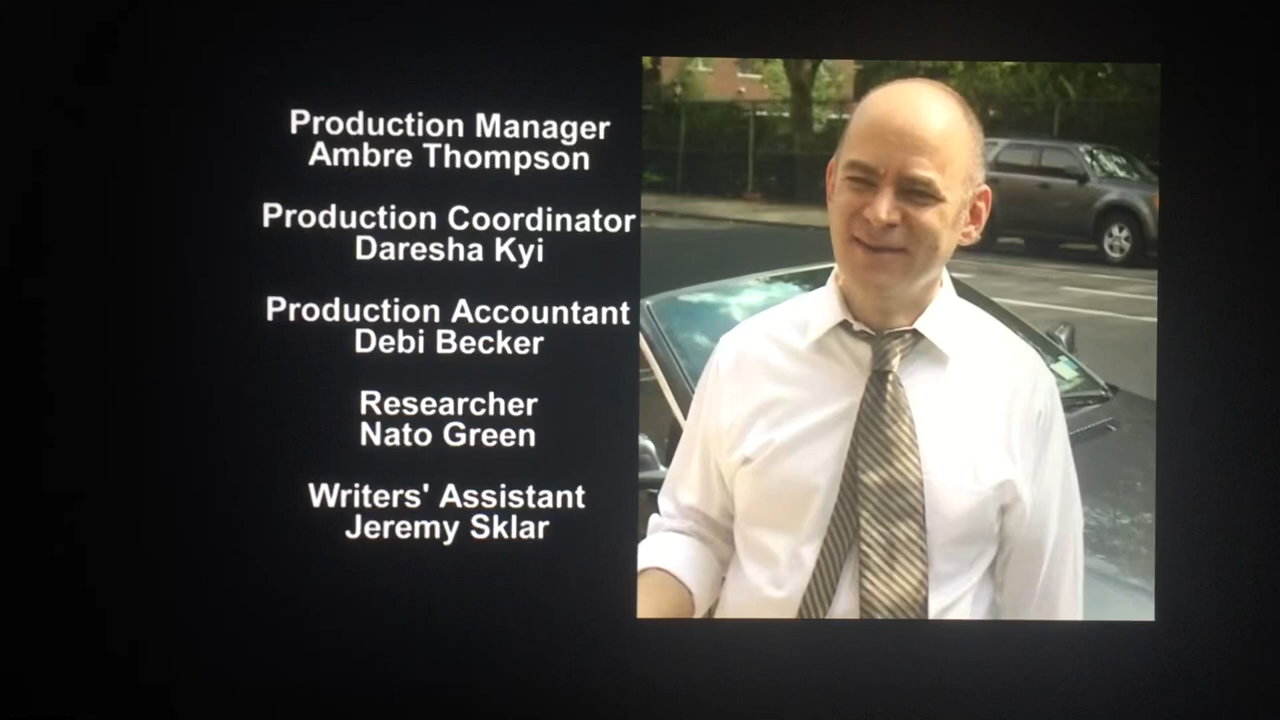 Production Manager
Ambre Thompson
Production Coordinator
Daresha Kyi
Production Accountant
Debi Becker
Researcher
Nato Green
Writers' Assistant
Jeremy Sklar